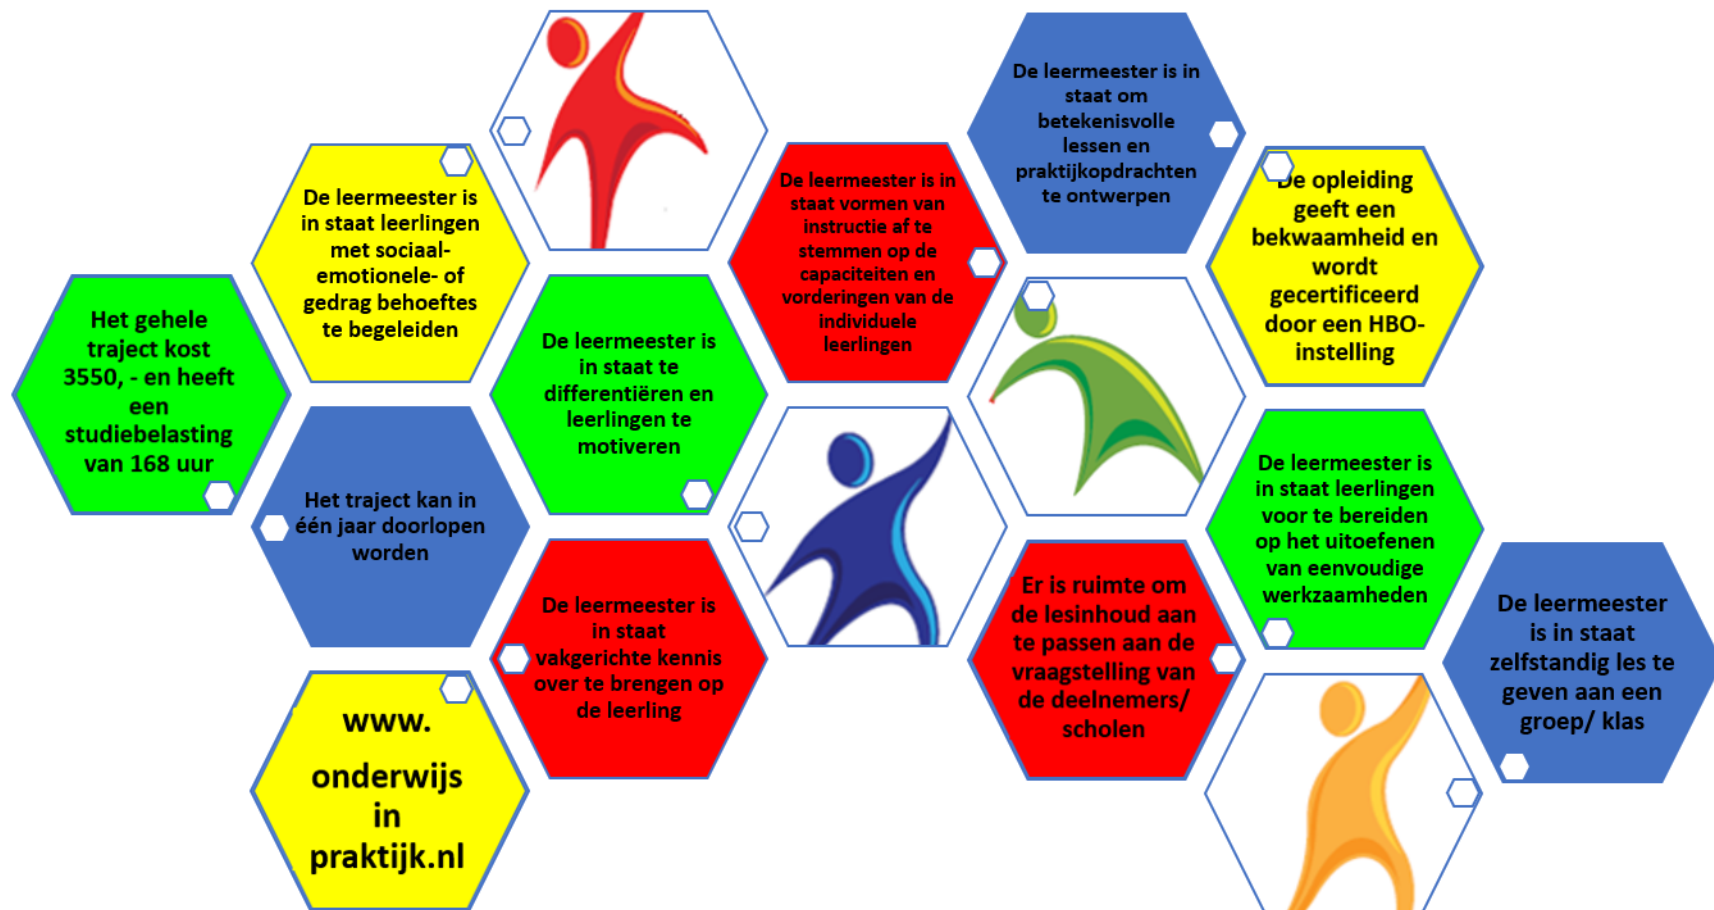 Het gehele
traject kost
3550, - en heeft
een
studiebelasting
van 168 uur
De leermeester is
in staat leerlingen
met sociaal-
emotionele- of
gedrag behoeftes
te begeleiden
Het traject kan in
één jaar doorlopen
worden
www.
onderwijs
in
praktijk.nl
De leermeester is
in staat te
differentiëren en
leerlingen te
motiveren
De leermeester is
in staat
vakgerichte kennis
over te brengen op
de leerling
De leermeester is in
staat vormen van
instructie af te
stemmen op de
capaciteiten en
vorderingen van de
individuele
leerlingen
De leermeester is in
staat om
betekenisvolle
lessen en
praktijkopdrachten
te ontwerpen
Er is ruimte om
de lesinhoud aan
te passen aan de
vraagstelling van
de deelnemers/
scholen
De opleiding
geeft een
bekwaamheid en
wordt
gecertificeerd
door een HBO-
instelling
De leermeester is
in staat leerlingen
voor te bereiden
op het uitoefenen
van eenvoudige
werkzaamheden
De leermeester
is in staat
zelfstandig les te
geven aan een
groep/ klas